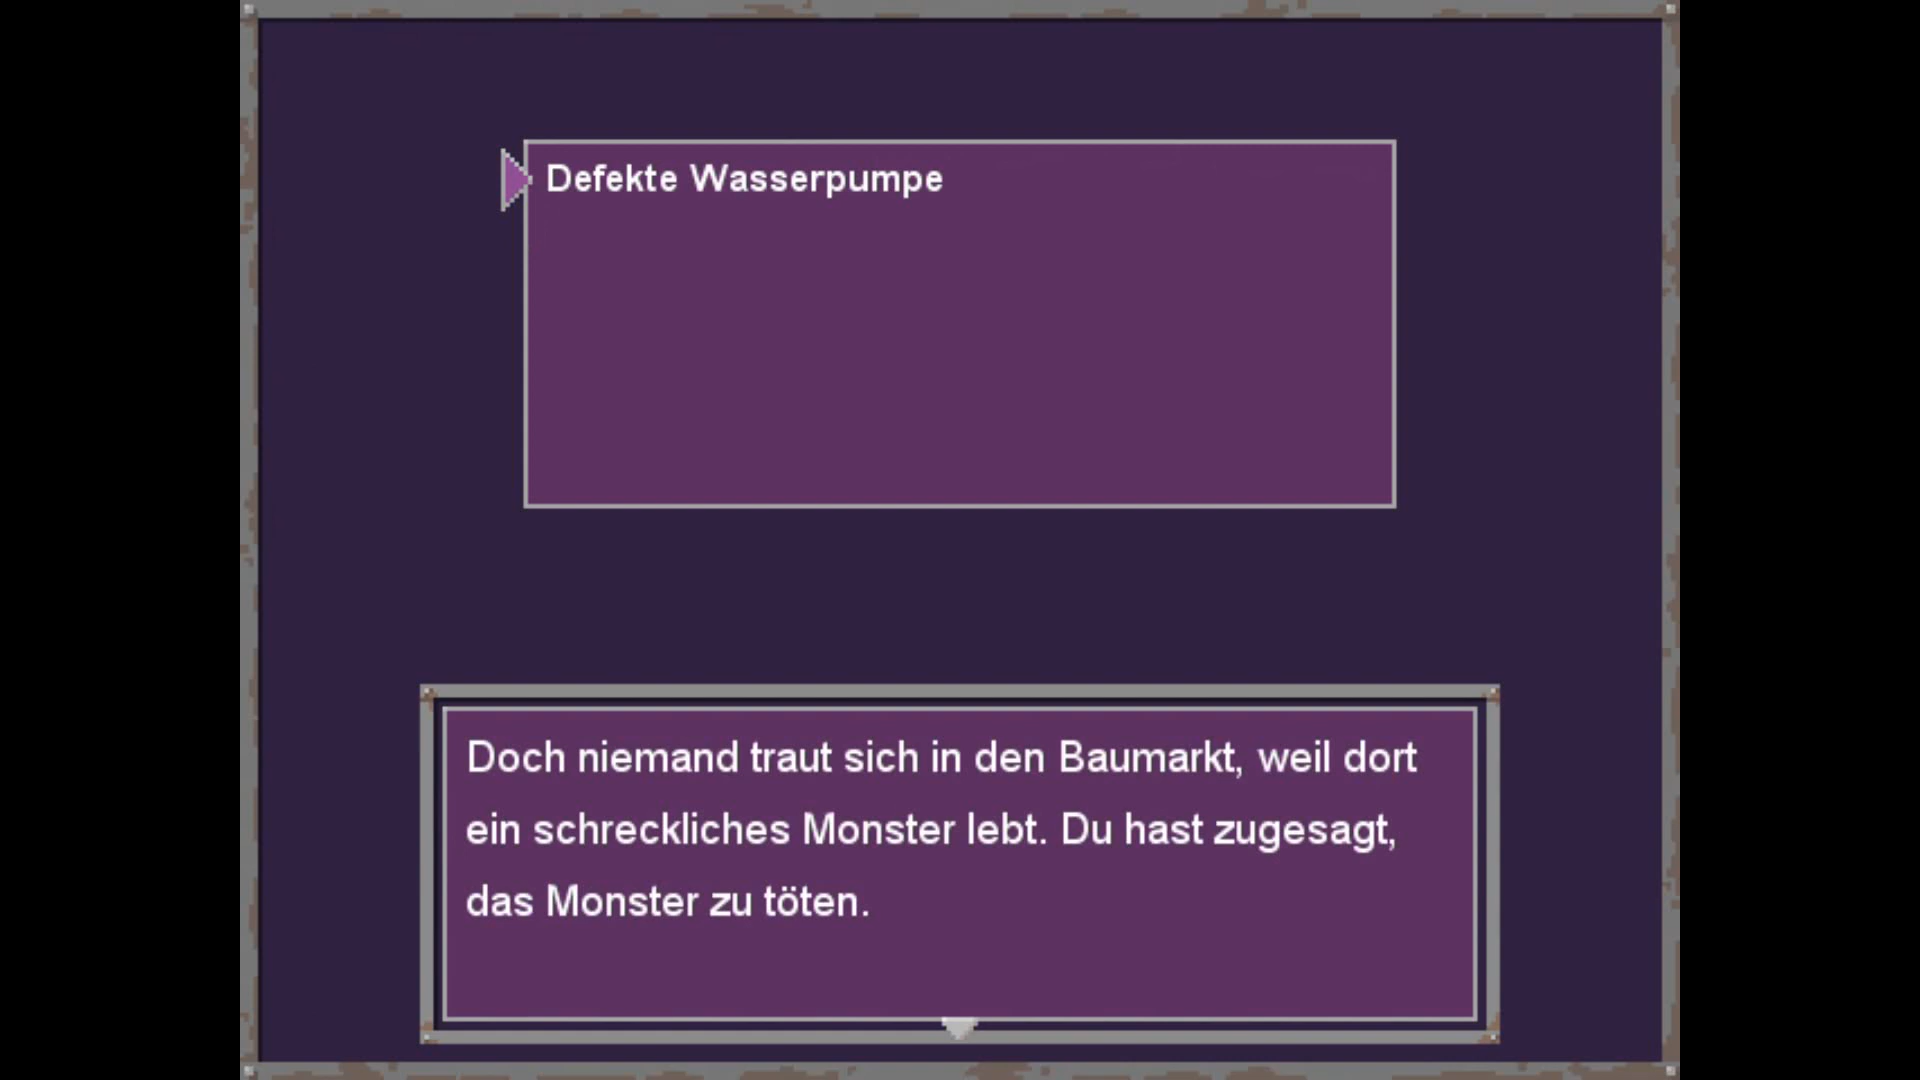 Defekte Wasserpumpe
Doch niemand traut sich in den Baumarkt, weil dort
ein schreckliches Monster lebt. Du hast zugesagt,
das Monster zu töten.